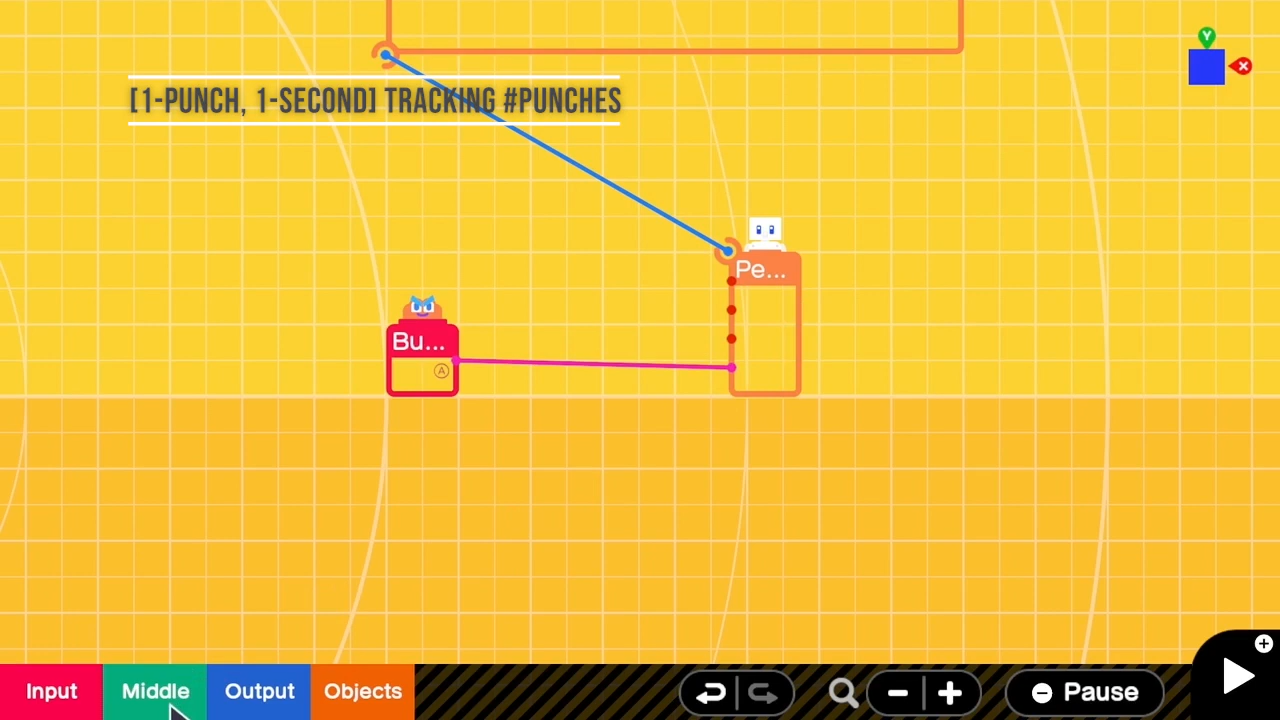 Y
X
[1-PUNCH, 1-SECOND] TRACKING #PUNCHES
Pe...
Bu...
A
Input
Middle
Output
Objects
Pause